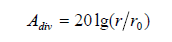 A_div = 20lg(r/r_0)